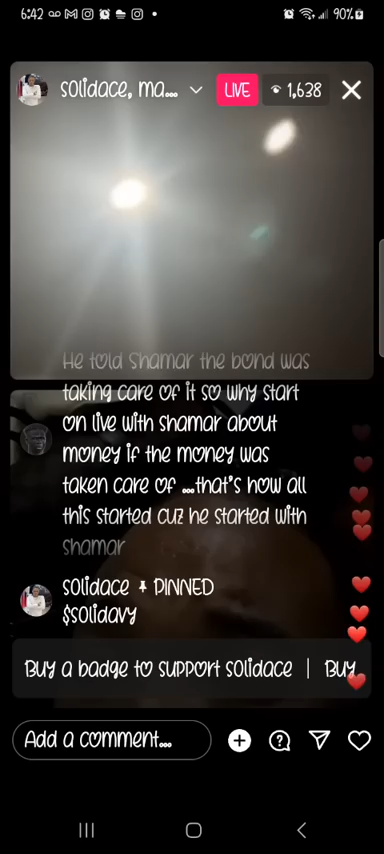 6:42
90%
solidace, ma...
LIVE
1,638
He told Shamar the bond was
taking care of it so why start
on live with shamar about
money if the money was
taken care of ...that's how all
this started cuz he started with
shamar
solidace PINNED
$solidavy
Buy a badge to support solidace | Buy
Add a comment...